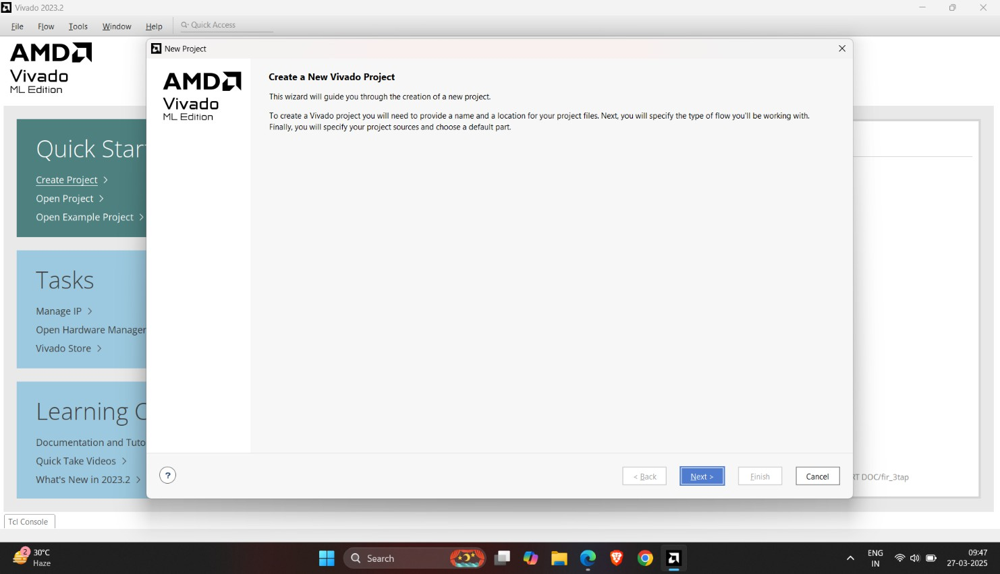 Vivado 2023.2
File Flow Tools Window Help Quick Access
AMD
Vivado
ML Edition
New Project
AMD
Vivado
ML Edition
Create a New Vivado Project
This wizard will guide you through the creation of a new project.
To create a Vivado project you will need to provide a name and a location for your project files. Next, you will specify the type of flow you'll be working with.
Finally, you will specify your project sources and choose a default part.
Quick Star
Create Project >
Open Project >
Open Example Project >
Tasks
Manage IP >
Open Hardware Manager
Vivado Store >
Learning C
Documentation and Tuto
Quick Take Videos >
What's New in 2023.2 >
? < Back Next > Finish Cancel
RT DOC/fir_3tap
Tcl Console
2 30°C
Haze
Search
ENG
IN
09:47
27-03-2025